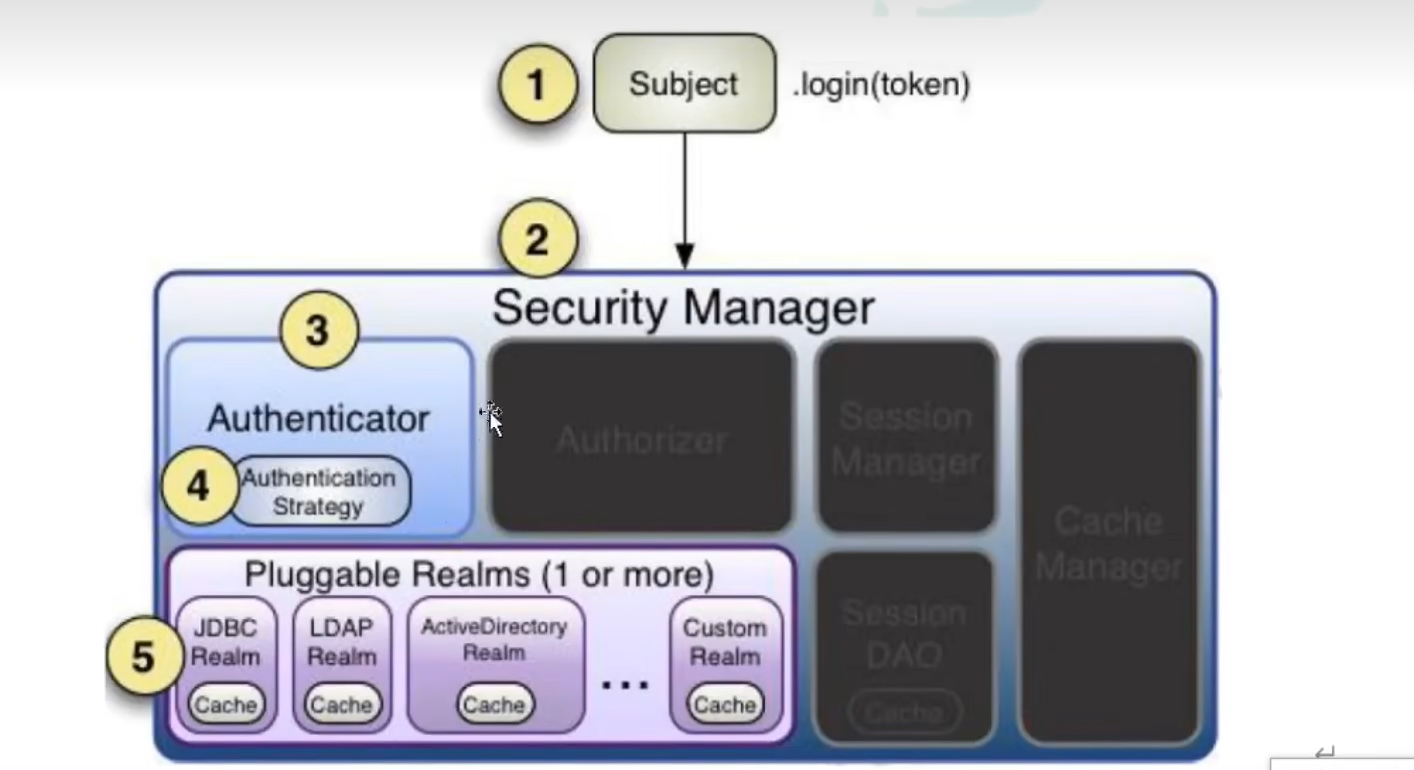 1
Subject
.login(token)
2
Security Manager
3
Authenticator
4
Authentication
Strategy
Authorizer
Session
Manager
Cache
Manager
Pluggable Realms (1 or more)
5
JDBC
Realm
Cache
LDAP
Realm
Cache
ActiveDirectory
Realm
Cache
...
Custom
Realm
Cache
Session
DAO
Cache